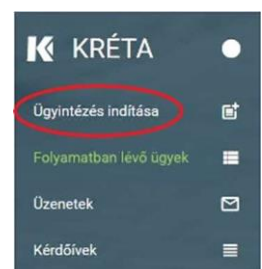 KRÉTA
Ügyintézés indítása
Folyamatban lévő ügyek
Üzenetek
Kérdőívek